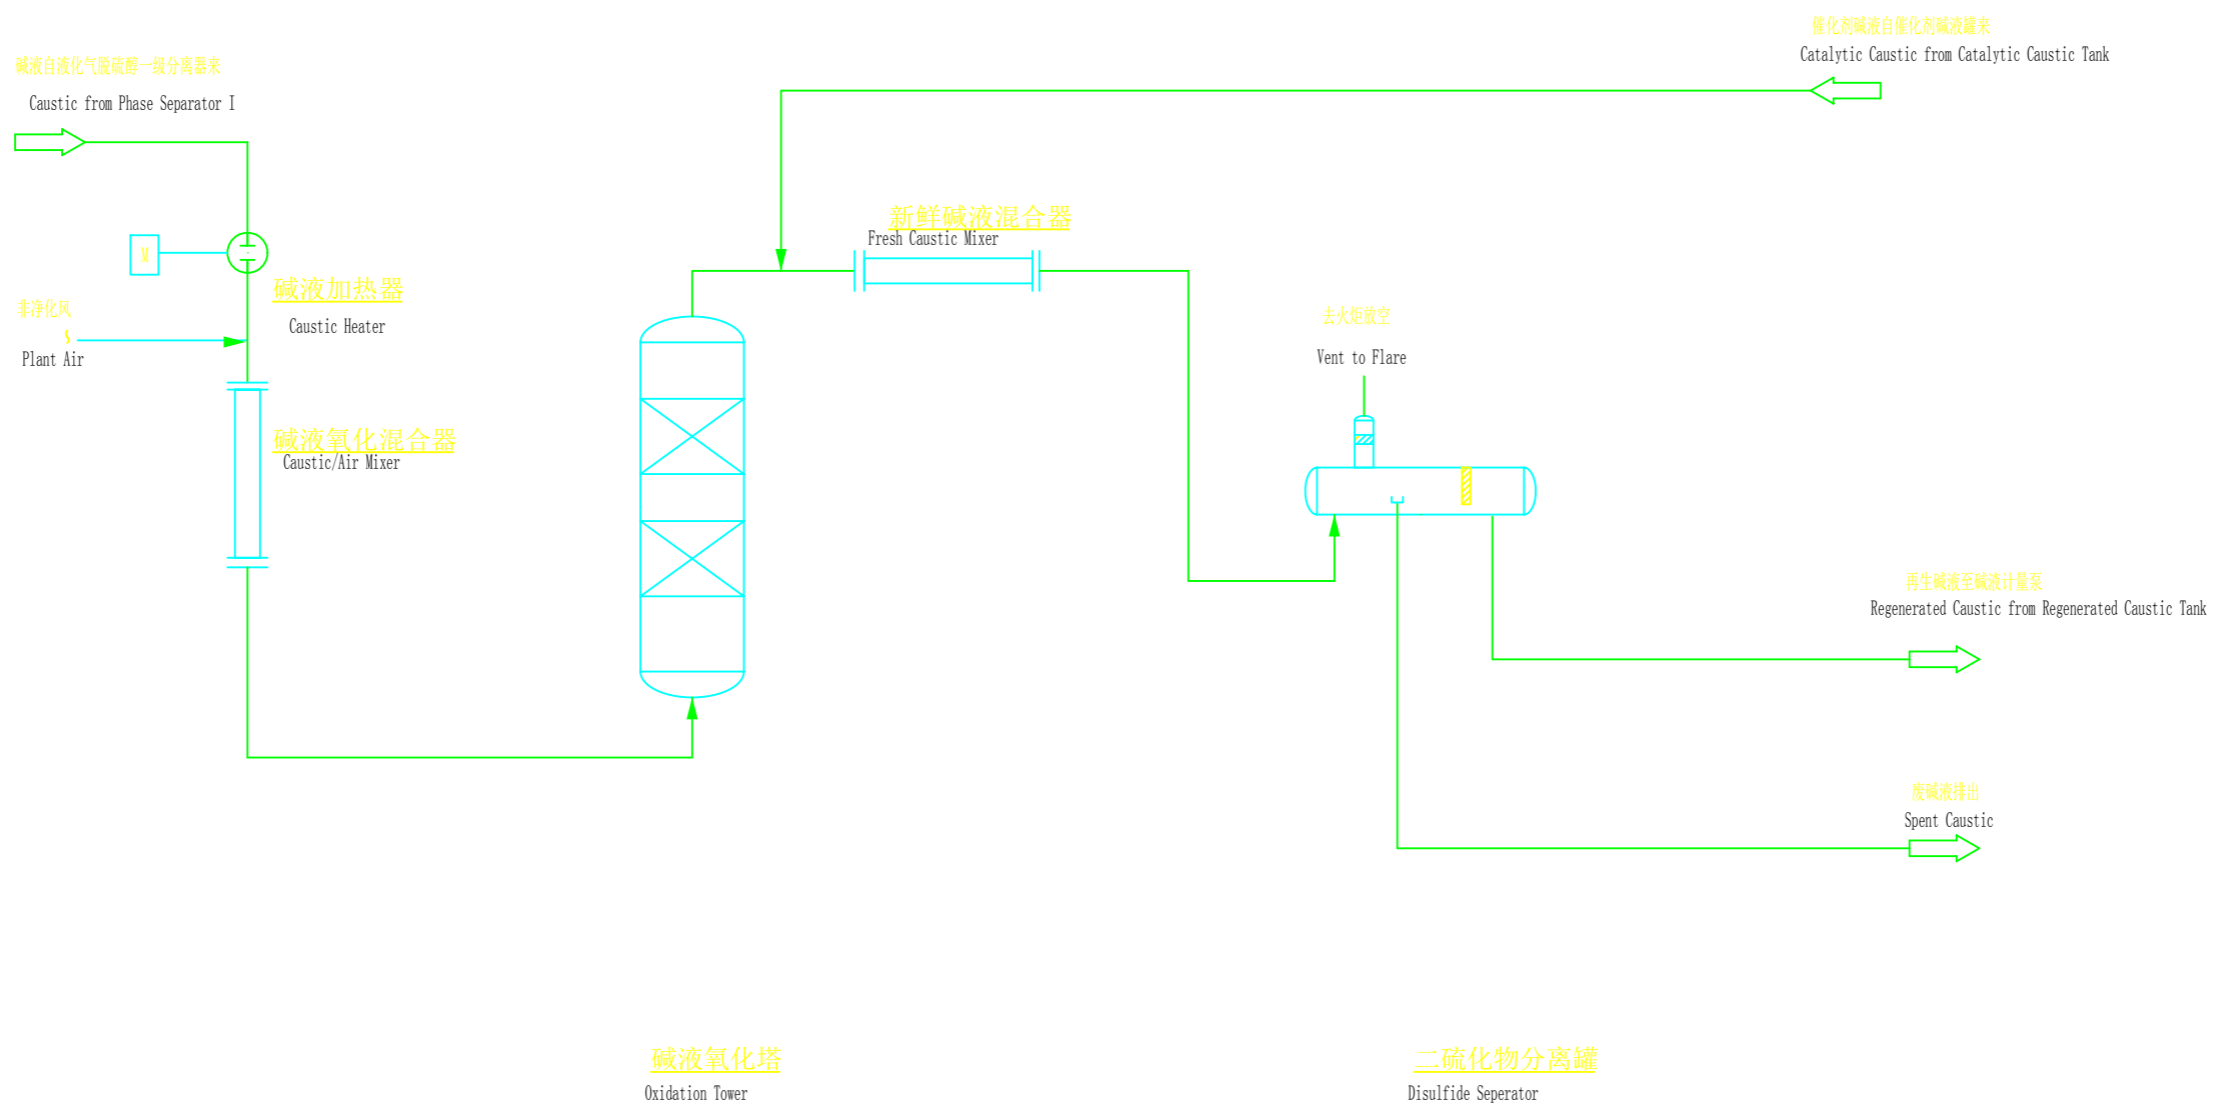 催化剂碱液自催化剂碱液罐来
Catalytic Caustic from Catalytic Caustic Tank
碱液自液化气脱硫醇一级分离器来
Caustic from Phase Separator I
新鲜碱液混合器
Fresh Caustic Mixer
M
碱液加热器
Caustic Heater
非净化风
Plant Air
去火炬放空
Vent to Flare
碱液氧化混合器
Caustic/Air Mixer
再生碱液至碱液计量泵
Regenerated Caustic from Regenerated Caustic Tank
废碱液排出
Spent Caustic
碱液氧化塔
Oxidation Tower
二硫化物分离罐
Disulfide Seperator